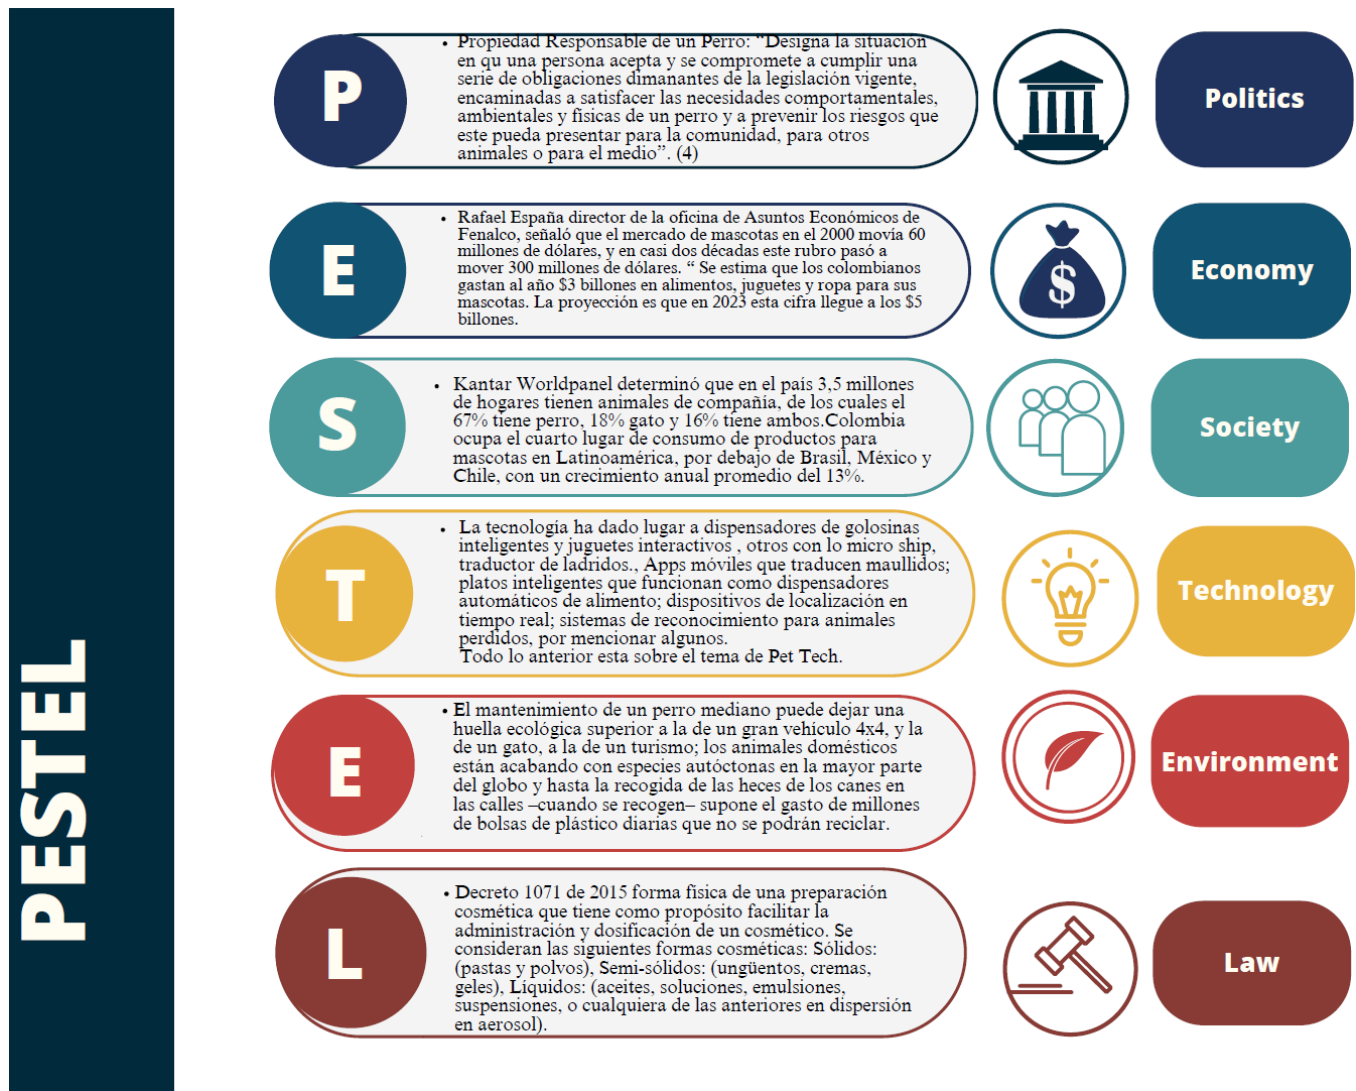 PESTEL
P
• Propiedad Responsable de un Perro: “Designa la situación
en qu una persona acepta y se compromete a cumplir una
serie de obligaciones dimanantes de la legislación vigente,
encaminadas a satisfacer las necesidades comportamentales,
ambientales y físicas de un perro y a prevenir los riesgos que
este pueda presentar para la comunidad, para otros
animales o para el medio”. (4)
Politics
E
• Rafael España director de la oficina de Asuntos Económicos de
Fenalco, señaló que el mercado de mascotas en el 2000 movía 60
millones de dólares, y en casi dos décadas este rubro pasó a
mover 300 millones de dólares. “ Se estima que los colombianos
gastan al año $3 billones en alimentos, juguetes y ropa para sus
mascotas. La proyección es que en 2023 esta cifra llegue a los $5
billones.
$
Economy
S
• Kantar Worldpanel determinó que en el país 3,5 millones
de hogares tienen animales de compañía, de los cuales el
67% tiene perro, 18% gato y 16% tiene ambos.Colombia
ocupa el cuarto lugar de consumo de productos para
mascotas en Latinoamérica, por debajo de Brasil, México y
Chile, con un crecimiento anual promedio del 13%.
Society
T
• La tecnología ha dado lugar a dispensadores de golosinas
inteligentes y juguetes interactivos , otros con lo micro ship,
traductor de ladridos., Apps móviles que traducen maullidos;
platos inteligentes que funcionan como dispensadores
automáticos de alimento; dispositivos de localización en
tiempo real; sistemas de reconocimiento para animales
perdidos, por mencionar algunos.
Todo lo anterior esta sobre el tema de Pet Tech.
Technology
E
• El mantenimiento de un perro mediano puede dejar una
huella ecológica superior a la de un gran vehículo 4x4, y la
de un gato, a la de un turismo; los animales domésticos
están acabando con especies autóctonas en la mayor parte
del globo y hasta la recogida de las heces de los canes en
las calles –cuando se recogen– supone el gasto de millones
de bolsas de plástico diarias que no se podrán reciclar.
Environment
L
• Decreto 1071 de 2015 forma física de una preparación
cosmética que tiene como propósito facilitar la
administración y dosificación de un cosmético. Se
consideran las siguientes formas cosméticas: Sólidos:
(pastas y polvos), Semi-sólidos: (ungüentos, cremas,
geles), Líquidos: (aceites, soluciones, emulsiones,
suspensiones, o cualquiera de las anteriores en dispersión
en aerosol).
Law